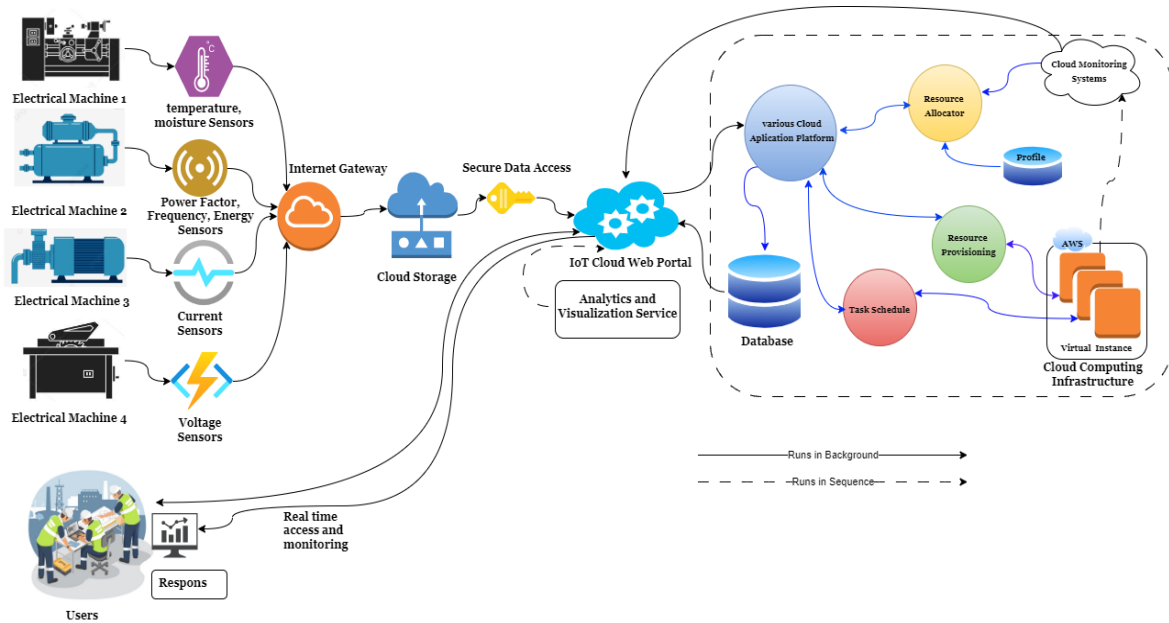 Electrical Machine 1
°C
temperature,
moisture Sensors
Electrical Machine 2
Power Factor,
Frequency, Energy
Sensors
Electrical Machine 3
Current
Sensors
Electrical Machine 4
Voltage
Sensors
Internet Gateway
Cloud Storage
Secure Data Access
IoT Cloud Web Portal
Analytics and
Visualization Service
various Cloud
Aplication Platform
Resource
Allocator
Cloud Monitoring
Systems
Profile
Resource
Provisioning
AWS
Virtual Instance
Cloud Computing
Infrastructure
Task Schedule
Database
Runs in Background
Runs in Sequence
Real time
access and
monitoring
Respons
Users